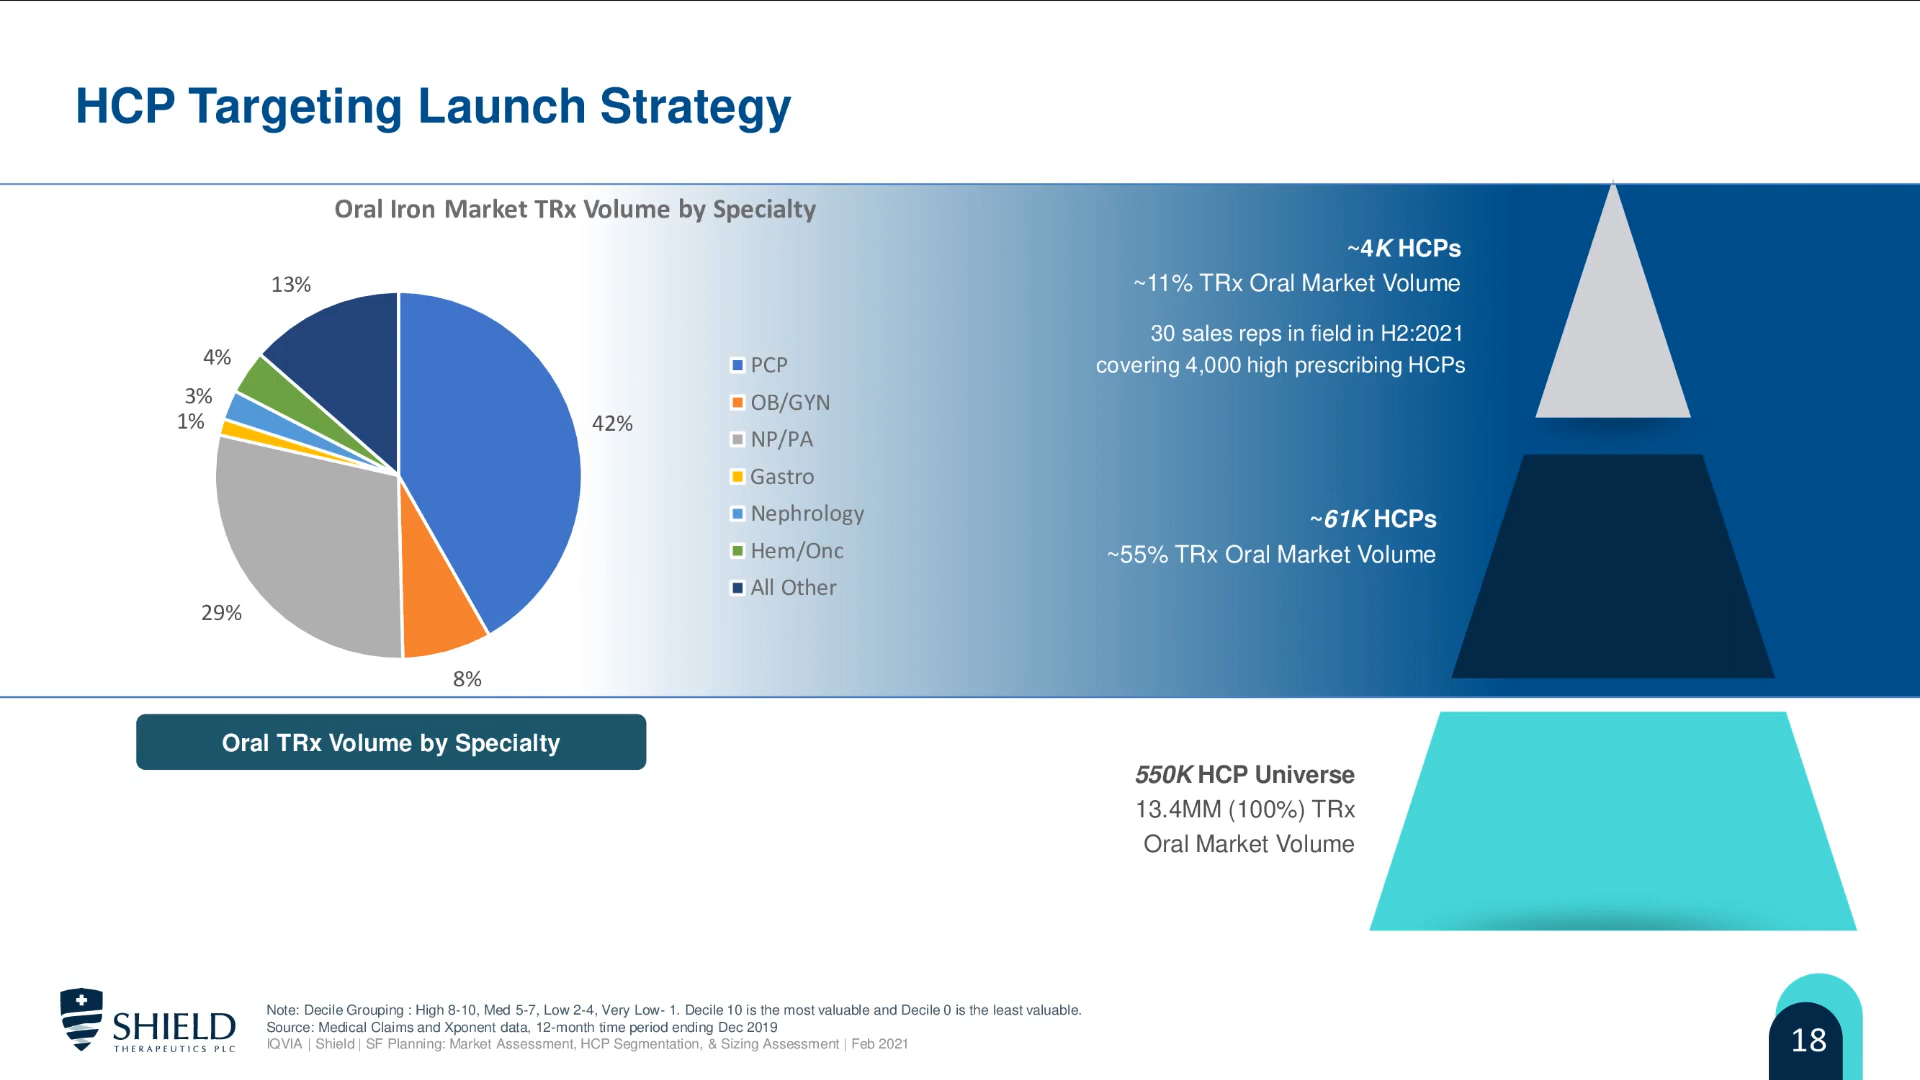 HCP Targeting Launch Strategy
Oral Iron Market TRx Volume by Specialty
13%
4%
3%
1%
42%
29%
8%
PCP
OB/GYN
NP/PA
Gastro
Nephrology
Hem/Onc
All Other
Oral TRx Volume by Specialty
~4K HCPs
~11% TRx Oral Market Volume
30 sales reps in field in H2:2021
covering 4,000 high prescribing HCPs
~61K HCPs
~55% TRx Oral Market Volume
550K HCP Universe
13.4MM (100%) TRx
Oral Market Volume
SHIELD
THERAPEUTICS PLC
Note: Decile Grouping : High 8-10, Med 5-7, Low 2-4, Very Low- 1. Decile 10 is the most valuable and Decile 0 is the least valuable.
Source: Medical Claims and Xponent data, 12-month time period ending Dec 2019
IQVIA | Shield | SF Planning: Market Assessment, HCP Segmentation, & Sizing Assessment | Feb 2021
18